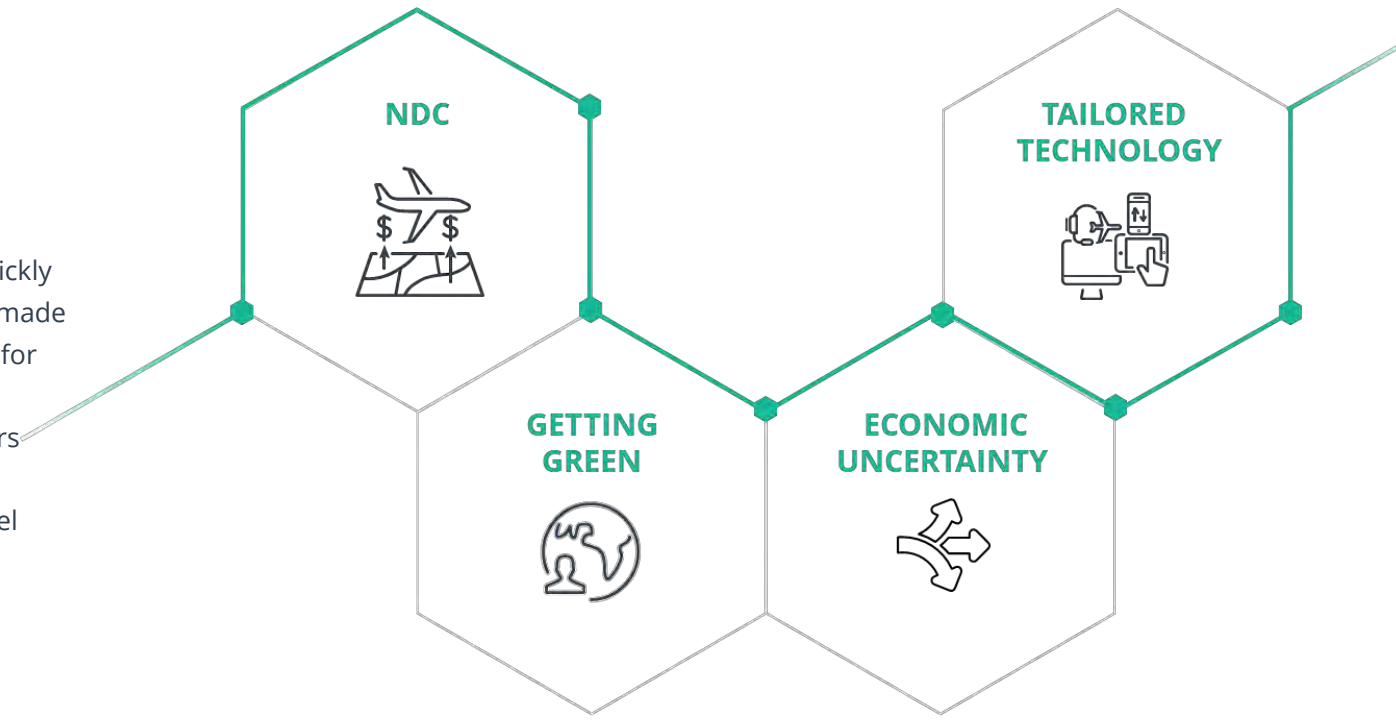 ickly
made
for
rs
el
NDC
$ $
GETTING
GREEN
ECONOMIC
UNCERTAINTY
TAILORED
TECHNOLOGY